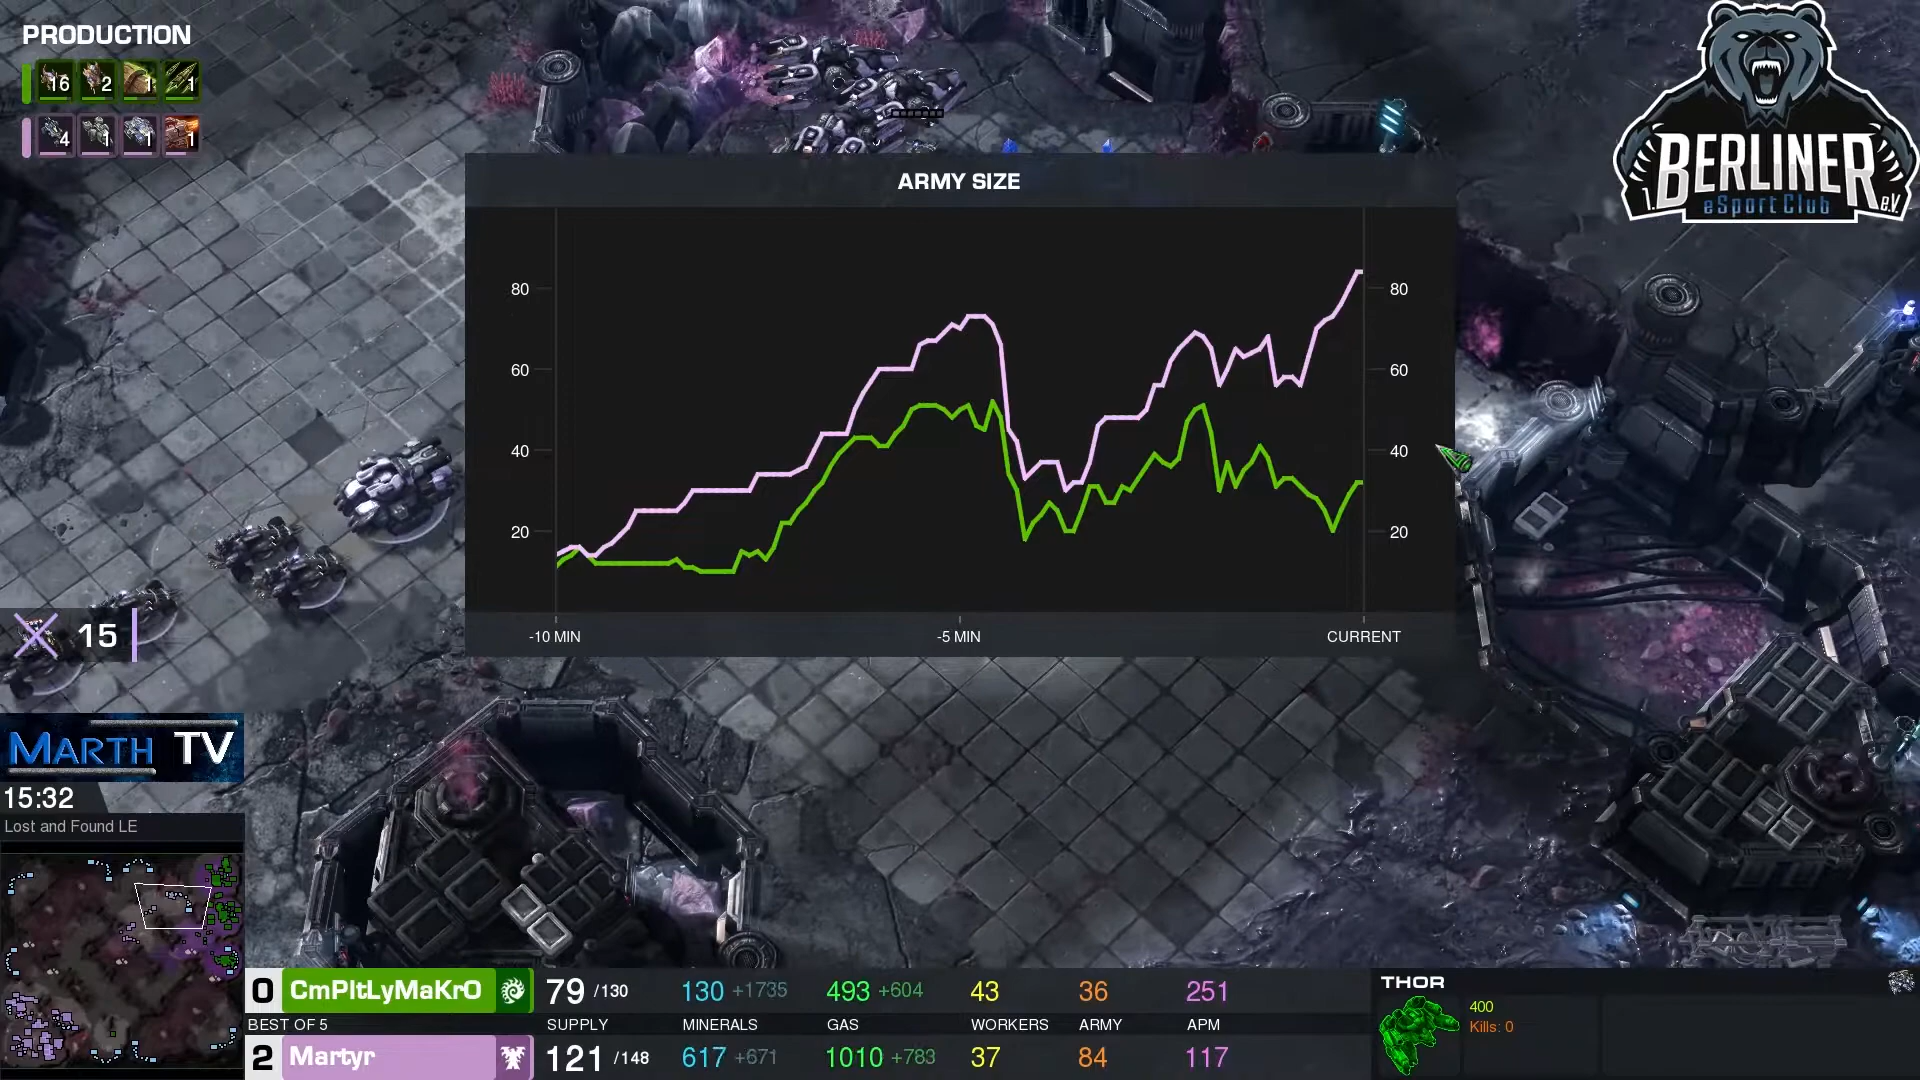 PRODUCTION
16 2 1 1
4 1 1 1
1. BERLINER e.V.
eSport Club
ARMY SIZE
80 80
60 60
40 40
20 20
-10 MIN -5 MIN CURRENT
15
MARTH TV
15:32
Lost and Found LE
0 CmPltLyMaKrO 79 /130 130 +1735 493 +604 43 36 251
BEST OF 5 SUPPLY MINERALS GAS WORKERS ARMY APM
2 Martyr 121 /148 617 +671 1010 +783 37 84 117
THOR
400
Kills: 0